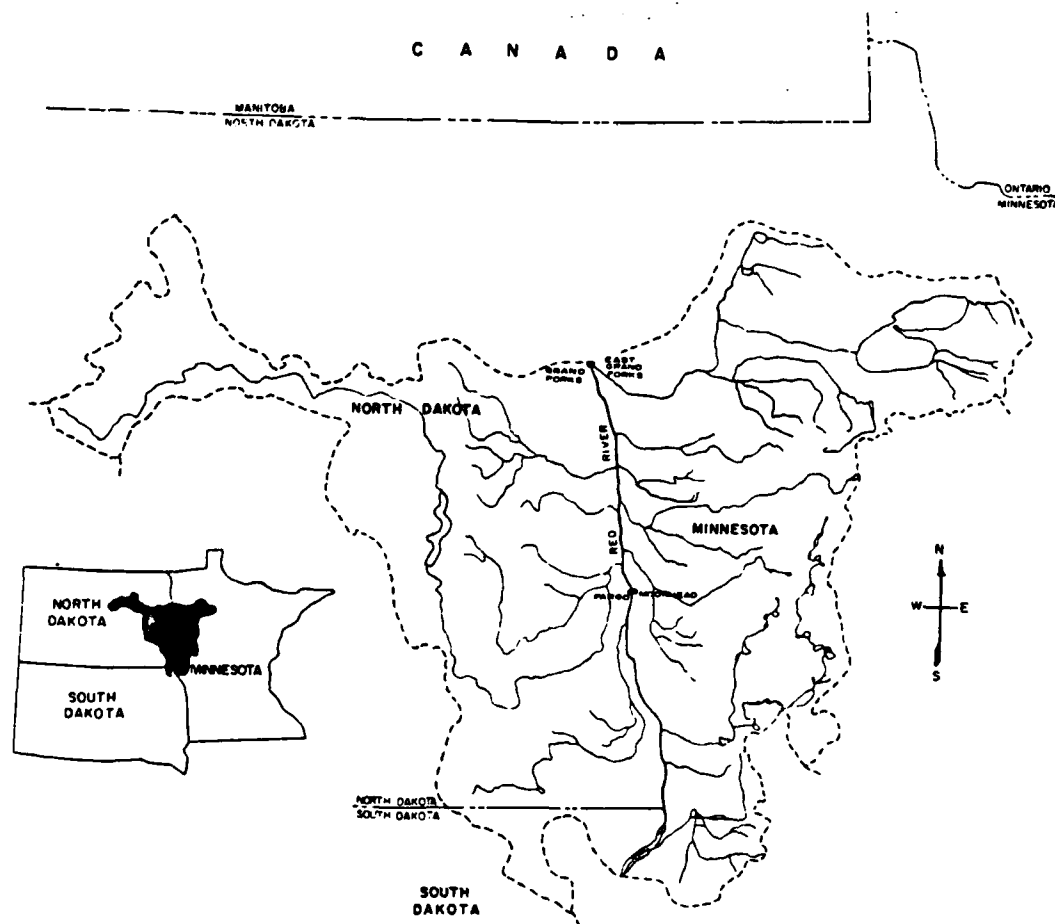 C A N A D A
MANITOBA
NORTH DAKOTA
ONTARIO
MINNESOTA
EAST
GRAND
FORKS
GRAND
FORKS
NORTH DAKOTA
RIVER
RED
MINNESOTA
FARGO
MOORHEAD
N
W E
S
NORTH
DAKOTA
MINNESOTA
SOUTH
DAKOTA
NORTH DAKOTA
SOUTH DAKOTA
SOUTH
DAKOTA